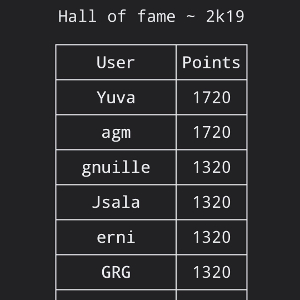 Hall of fame ~ 2k19
User Points
Yuva 1720
agm 1720
gnuille 1320
Jsala 1320
erni 1320
GRG 1320